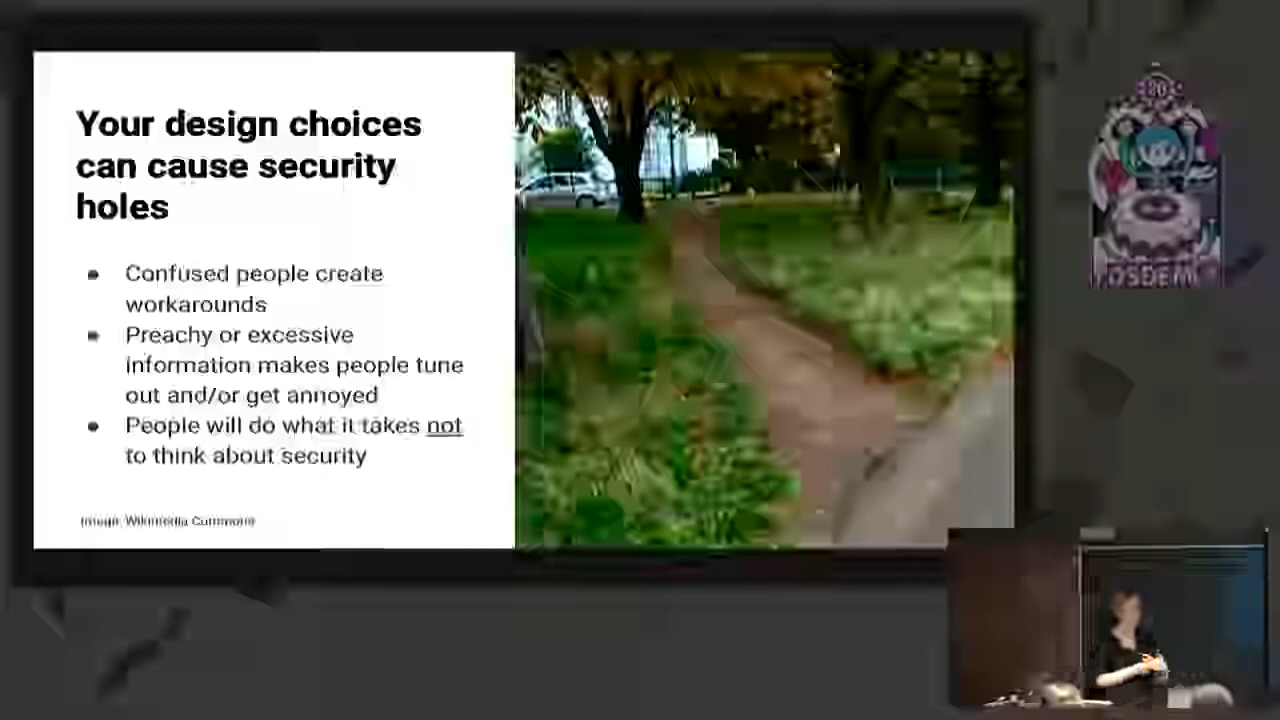 Your design choices
can cause security
holes
Confused people create
workarounds
Preachy or excessive
information makes people tune
out and/or get annoyed
People will do what it takes not
to think about security
Image: Wikimedia Commons
FOSDEM